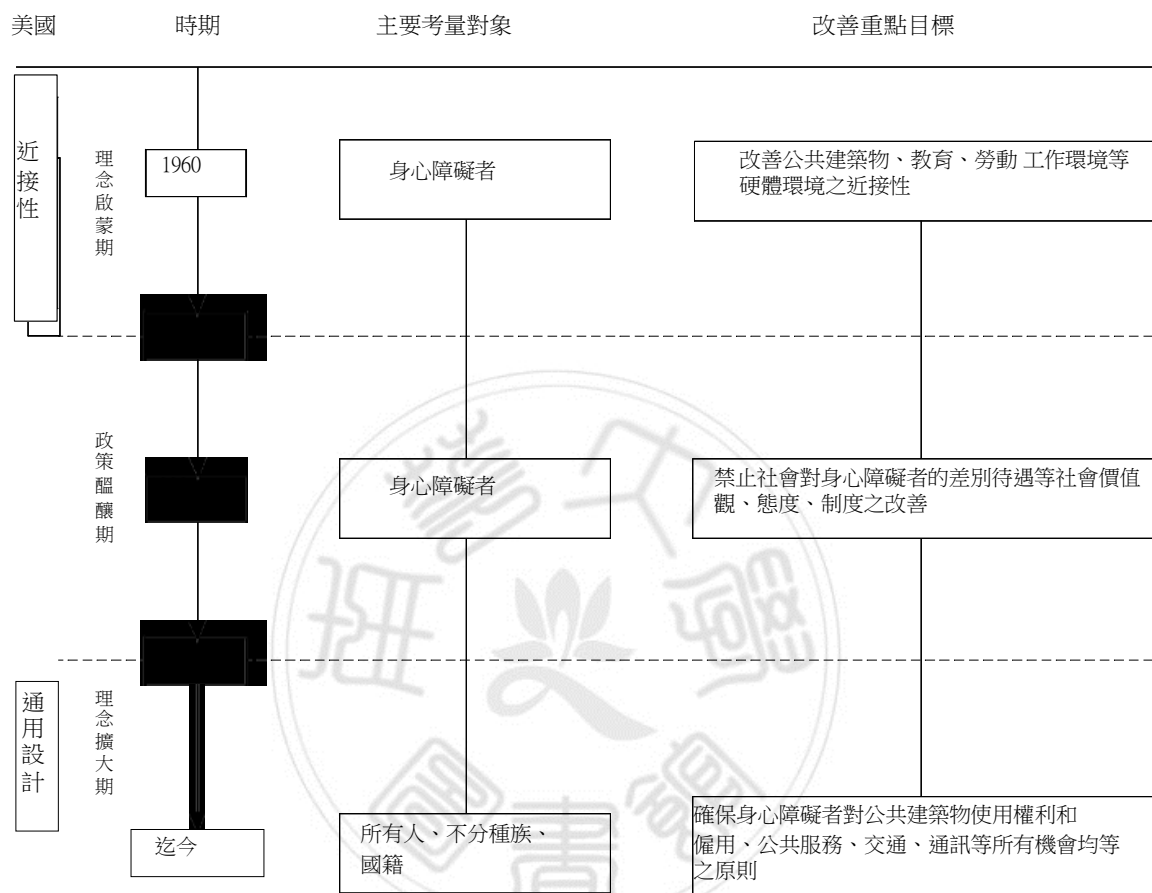 美國 時期 主要考量對象 改善重點目標
近接性
理念啟蒙期
1960
身心障礙者
改善公共建築物、教育、勞動 工作環境等
硬體環境之近接性
政策醞釀期
身心障礙者
禁止社會對身心障礙者的差別待遇等社會價值
觀、態度、制度之改善
通用設計
理念擴大期
迄今
所有人、不分種族、
國籍
確保身心障礙者對公共建築物使用權利和
僱用、公共服務、交通、通訊等所有機會均等
之原則